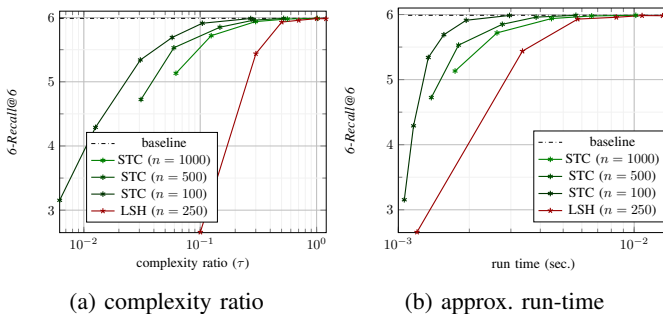 6
5
4
3
6-Recall@6
baseline
STC (n = 1000)
STC (n = 500)
STC (n = 100)
LSH (n = 250)
10⁻² 10⁻¹ 10⁰
complexity ratio (τ)
(a) complexity ratio
6
5
4
3
6-Recall@6
baseline
STC (n = 1000)
STC (n = 500)
STC (n = 100)
LSH (n = 250)
10⁻³ 10⁻²
run time (sec.)
(b) approx. run-time